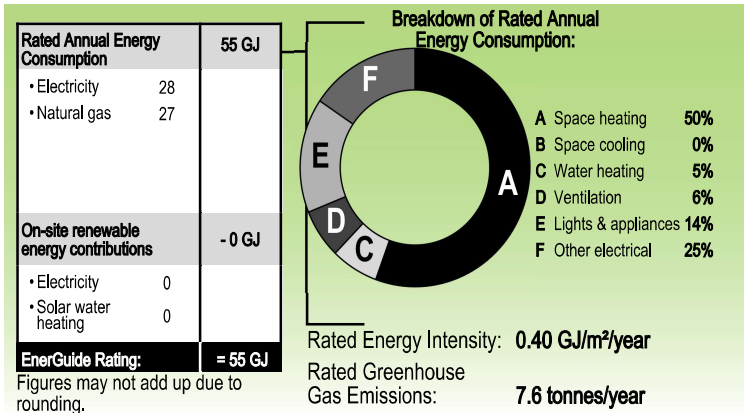 Rated Annual Energy
Consumption
55 GJ
• Electricity 28
• Natural gas 27
On-site renewable
energy contributions
- 0 GJ
• Electricity 0
• Solar water
heating 0
EnerGuide Rating: = 55 GJ
Figures may not add up due to
rounding.
Breakdown of Rated Annual
Energy Consumption:
F
E
D
C
A
A Space heating 50%
B Space cooling 0%
C Water heating 5%
D Ventilation 6%
E Lights & appliances 14%
F Other electrical 25%
Rated Energy Intensity: 0.40 GJ/m²/year
Rated Greenhouse
Gas Emissions: 7.6 tonnes/year